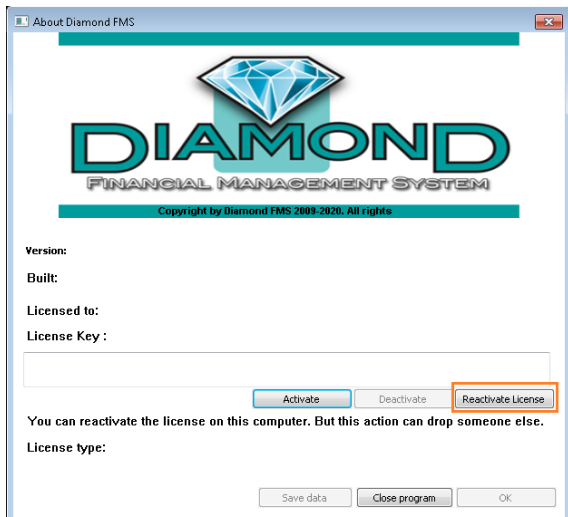 About Diamond FMS
DIAMOND
FINANCIAL MANAGEMENT SYSTEM
Copyright by Diamond FMS 2009-2020. All rights
Version:
Built:
Licensed to:
License Key :
Activate Deactivate Reactivate License
You can reactivate the license on this computer. But this action can drop someone else.
License type:
Save data Close program OK